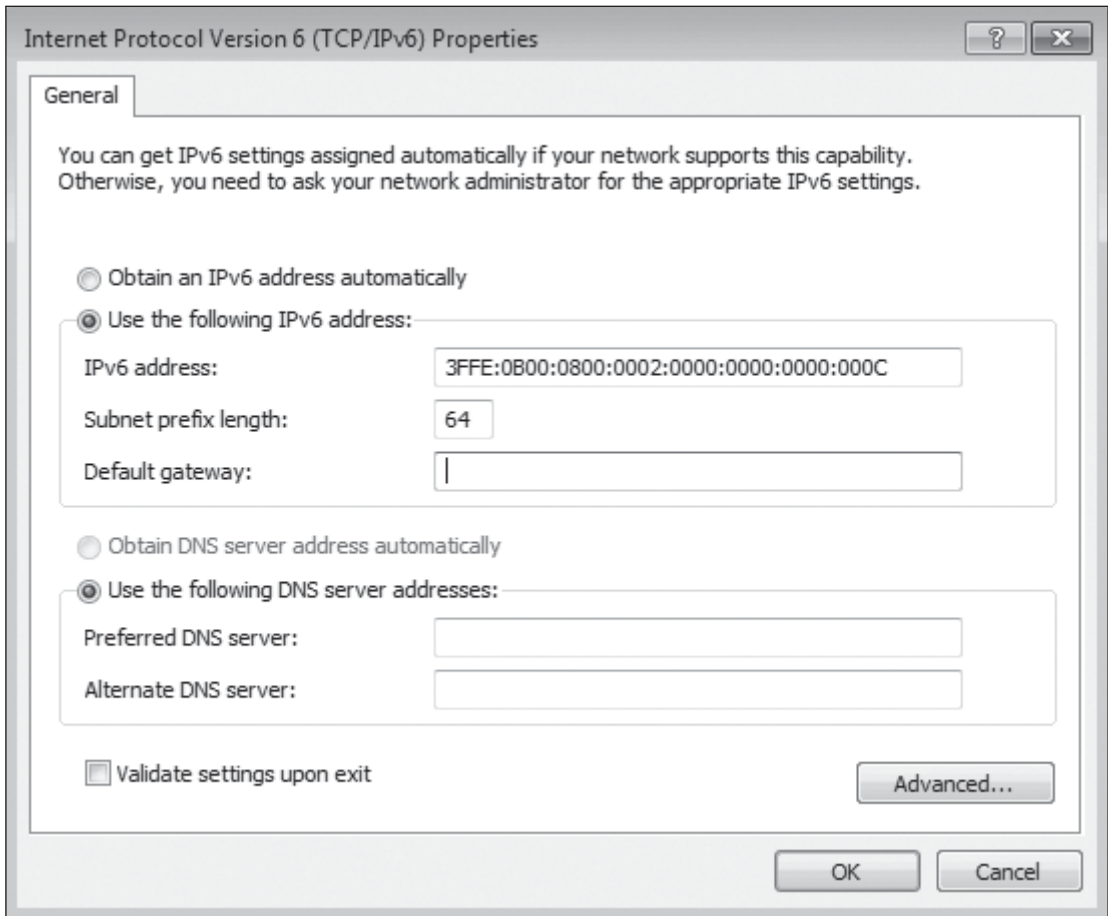 Internet Protocol Version 6 (TCP/IPv6) Properties
?
General
You can get IPv6 settings assigned automatically if your network supports this capability.
Otherwise, you need to ask your network administrator for the appropriate IPv6 settings.
Obtain an IPv6 address automatically
Use the following IPv6 address:
IPv6 address: 3FFE:0B00:0800:0002:0000:0000:0000:000C
Subnet prefix length: 64
Default gateway:
Obtain DNS server address automatically
Use the following DNS server addresses:
Preferred DNS server:
Alternate DNS server:
Validate settings upon exit
Advanced...
OK Cancel